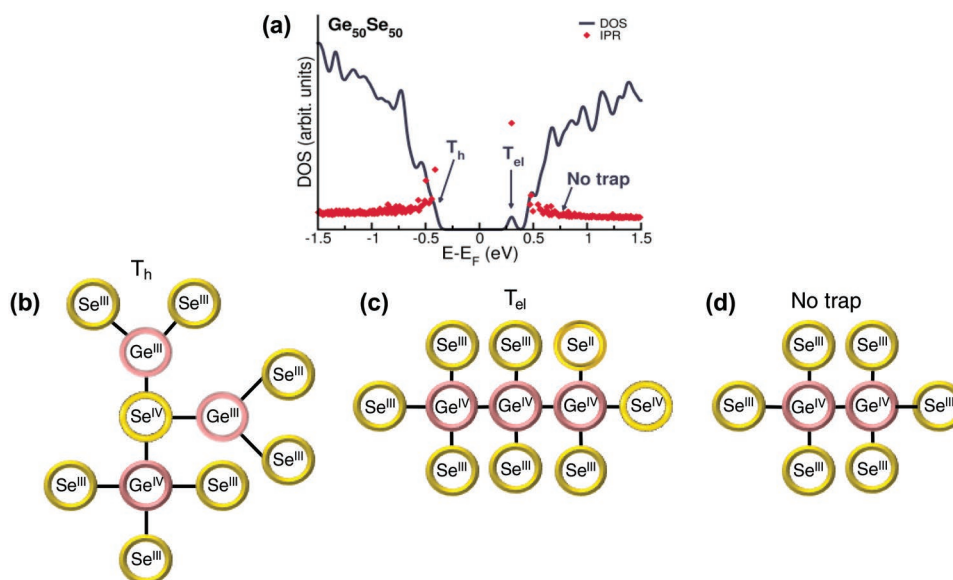 (a) Ge50Se50
DOS
IPR
DOS (arbit. units)
Th
Tel
No trap
-1.5 -1 -0.5 0 0.5 1 1.5
E-EF (eV)
(b) Th
SeIII SeIII
GeIII
SeIII
SeIV GeIII
SeIII
SeIII GeIV SeIII
SeIII
(c) Tel
SeIII SeIII SeII
SeIII GeIV GeIV GeIV SeIV
SeIII SeIII SeIII
(d) No trap
SeIII SeIII
SeIII GeIV GeIV SeIII
SeIII SeIII